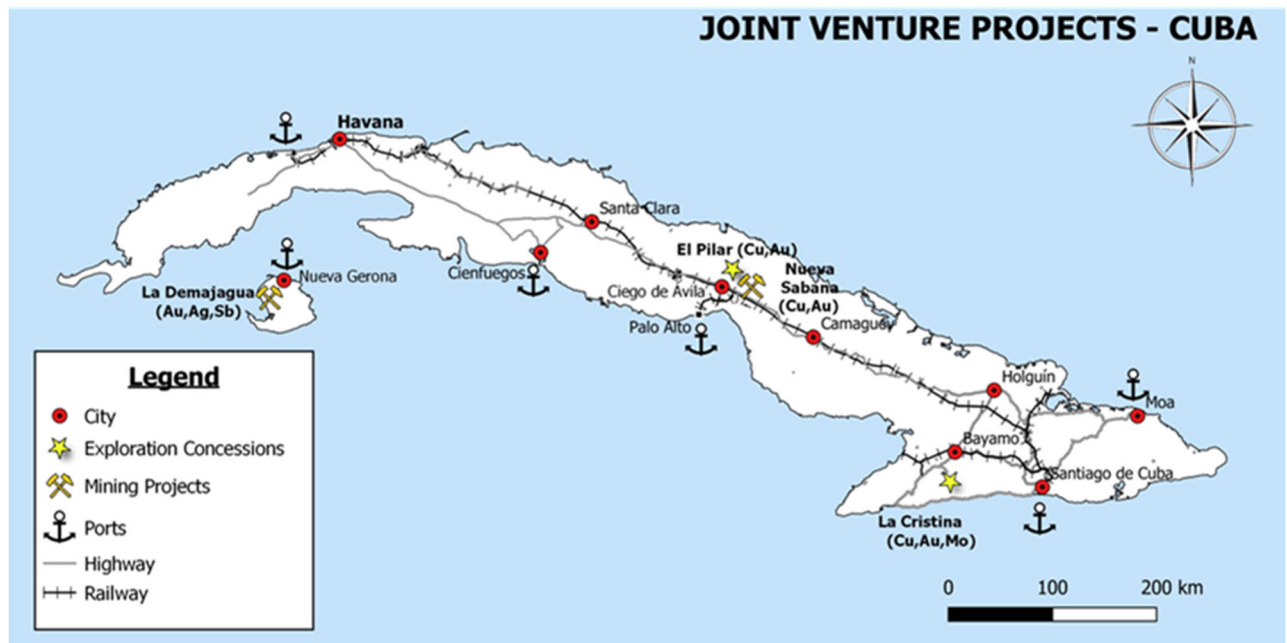 JOINT VENTURE PROJECTS - CUBA
N
Havana
Santa Clara
El Pilar (Cu,Au)
Nueva
Sabana
(Cu,Au)
Nueva Gerona
Cienfuegos
La Demajagua
(Au,Ag,Sb)
Ciego de Ávila
Palo Alto
Camaguey
Holguín
Moa
Bayamo
Santiago de Cuba
La Cristina
(Cu,Au,Mo)
Legend
City
Exploration Concessions
Mining Projects
Ports
Highway
Railway
0 100 200 km